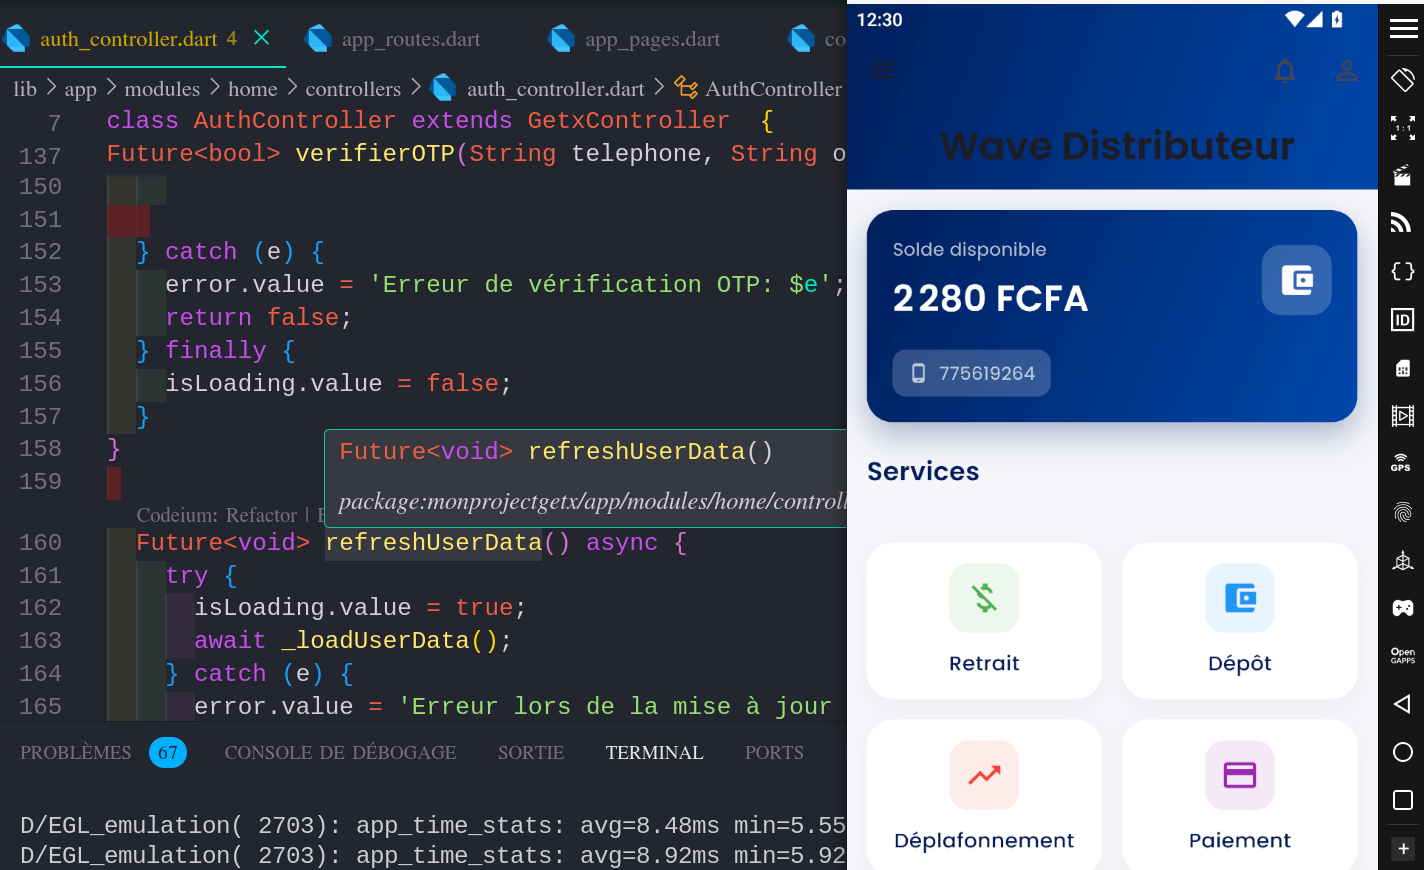 auth_controller.dart 4
app_routes.dart
app_pages.dart
co
lib > app > modules > home > controllers > auth_controller.dart > AuthController
7 class AuthController extends GetxController {
137 Future<bool> verifierOTP(String telephone, String o
150
151
152 } catch (e) {
153 error.value = 'Erreur de vérification OTP: $e';
154 return false;
155 } finally {
156 isLoading.value = false;
157 }
158 }
159
Future<void> refreshUserData()
package:monprojectgetx/app/modules/home/controll
Codeium: Refactor | E
160 Future<void> refreshUserData() async {
161 try {
162 isLoading.value = true;
163 await _loadUserData();
164 } catch (e) {
165 error.value = 'Erreur lors de la mise à jour
PROBLÈMES 67 CONSOLE DE DÉBOGAGE SORTIE TERMINAL PORTS
D/EGL_emulation( 2703): app_time_stats: avg=8.48ms min=5.55
D/EGL_emulation( 2703): app_time_stats: avg=8.92ms min=5.92
12:30
Wave Distributeur
Solde disponible
2 280 FCFA
775619264
Services
Retrait
Dépôt
Déplafonnement
Paiement
1:1
ID
GPS
Open
GAPPS